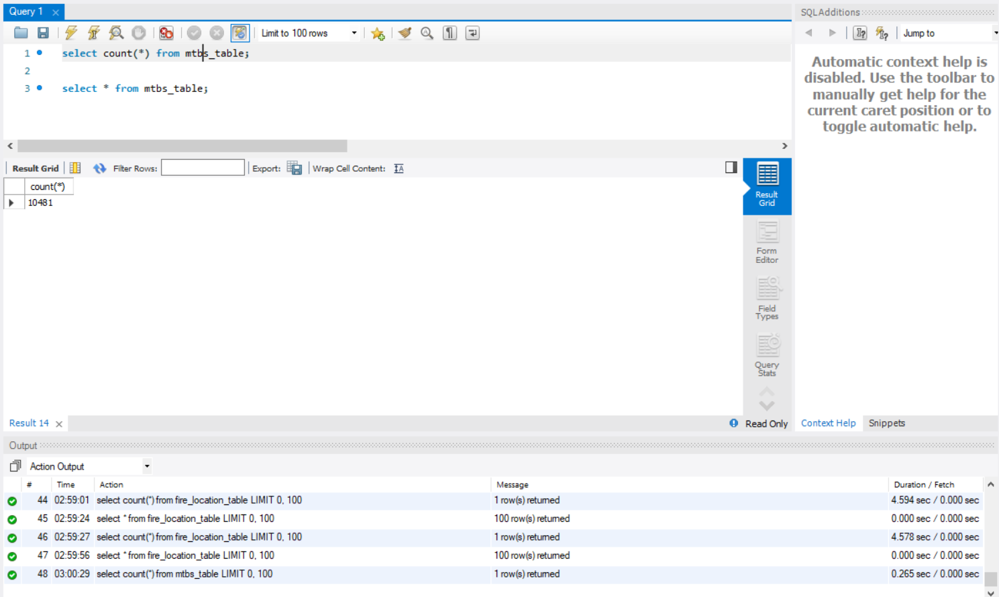 Query 1
Limit to 100 rows
1 select count(*) from mtbs_table;
2
3 select * from mtbs_table;
SQLAdditions
Jump to
Automatic context help is
disabled. Use the toolbar to
manually get help for the
current caret position or to
toggle automatic help.
Result Grid Filter Rows: Export: Wrap Cell Content:
count(*)
10481
Result
Grid
Form
Editor
Field
Types
Query
Stats
Result 14
Read Only
Context Help Snippets
Output
Action Output
# Time Action Message Duration / Fetch
44 02:59:01 select count(*) from fire_location_table LIMIT 0, 100 1 row(s) returned 4.594 sec / 0.000 sec
45 02:59:24 select * from fire_location_table LIMIT 0, 100 100 row(s) returned 0.000 sec / 0.000 sec
46 02:59:27 select count(*) from fire_location_table LIMIT 0, 100 1 row(s) returned 4.578 sec / 0.000 sec
47 02:59:56 select * from fire_location_table LIMIT 0, 100 100 row(s) returned 0.000 sec / 0.000 sec
48 03:00:29 select count(*) from mtbs_table LIMIT 0, 100 1 row(s) returned 0.265 sec / 0.000 sec